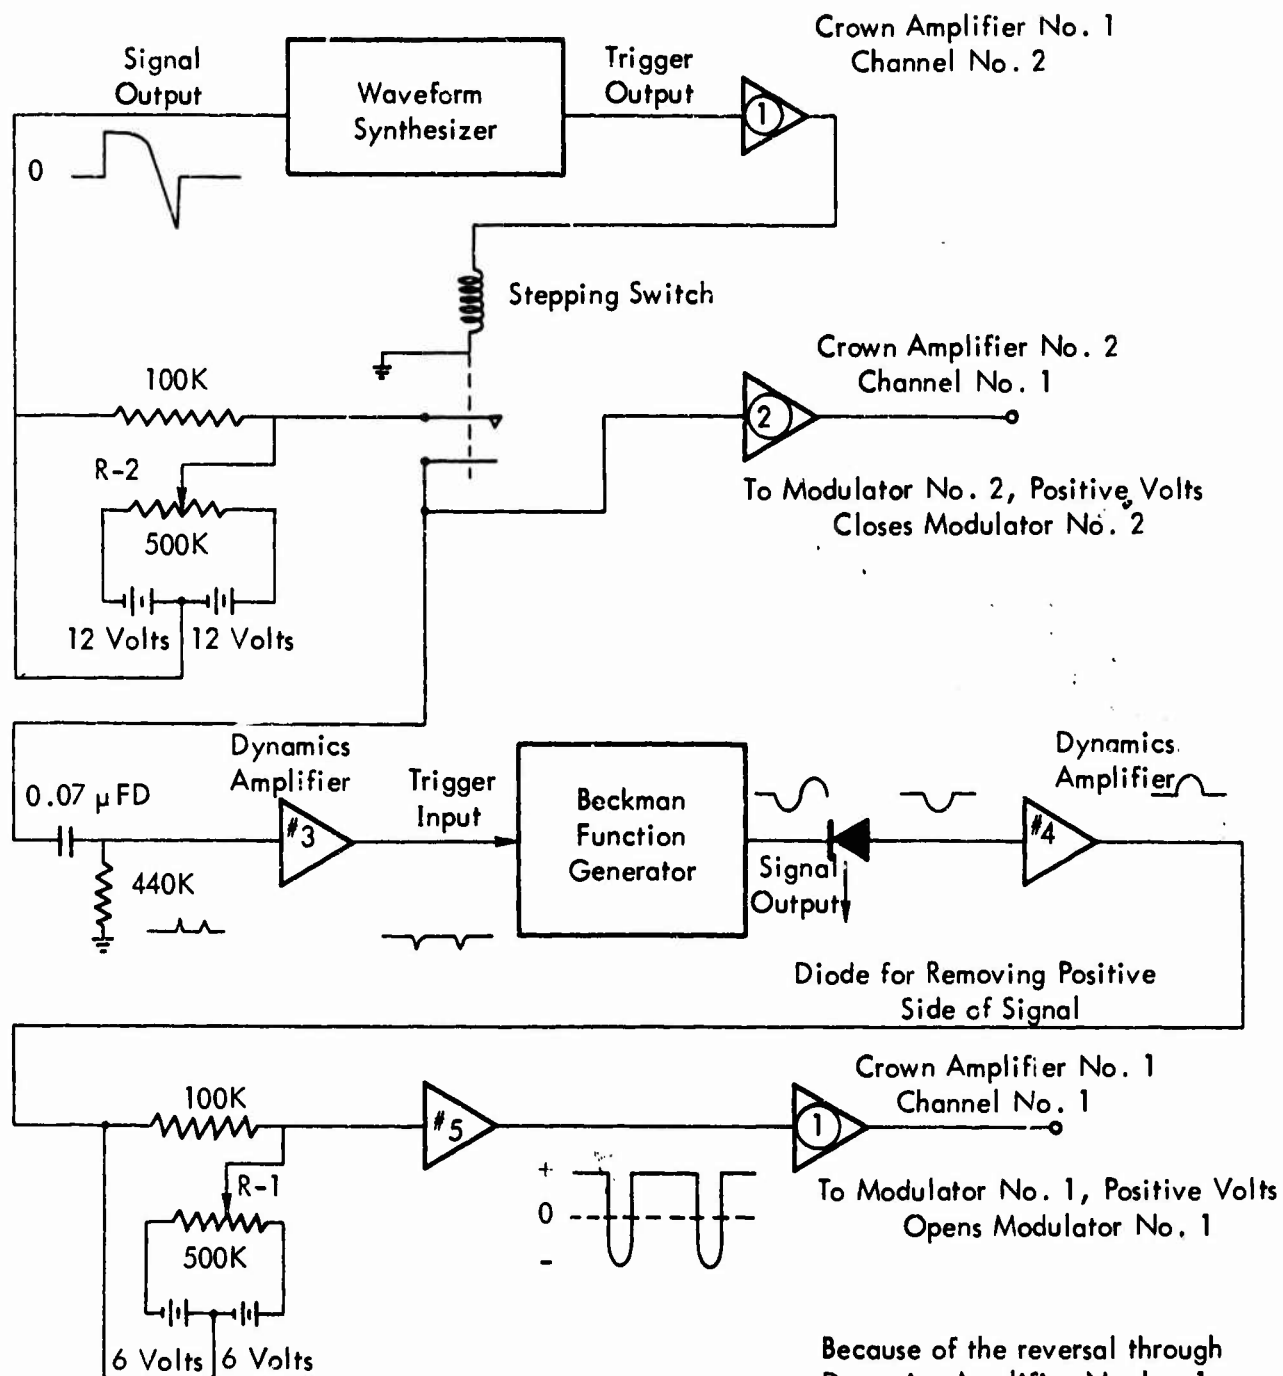 Crown Amplifier No. 1
Channel No. 2
Signal
Output
Waveform
Synthesizer
Trigger
Output
1
0
Stepping Switch
Crown Amplifier No. 2
Channel No. 1
100K
2
R-2
500K
12 Volts
12 Volts
To Modulator No. 2, Positive Volts
Closes Modulator No. 2
0.07 µFD
440K
Dynamics
Amplifier
#3
Trigger
Input
Beckman
Function
Generator
Signal
Output
Dynamics
Amplifier
#4
Diode for Removing Positive
Side of Signal
100K
R-1
500K
6 Volts
6 Volts
#5
+
0
-
Crown Amplifier No. 1
Channel No. 1
1
To Modulator No. 1, Positive Volts
Opens Modulator No. 1
Because of the reversal through